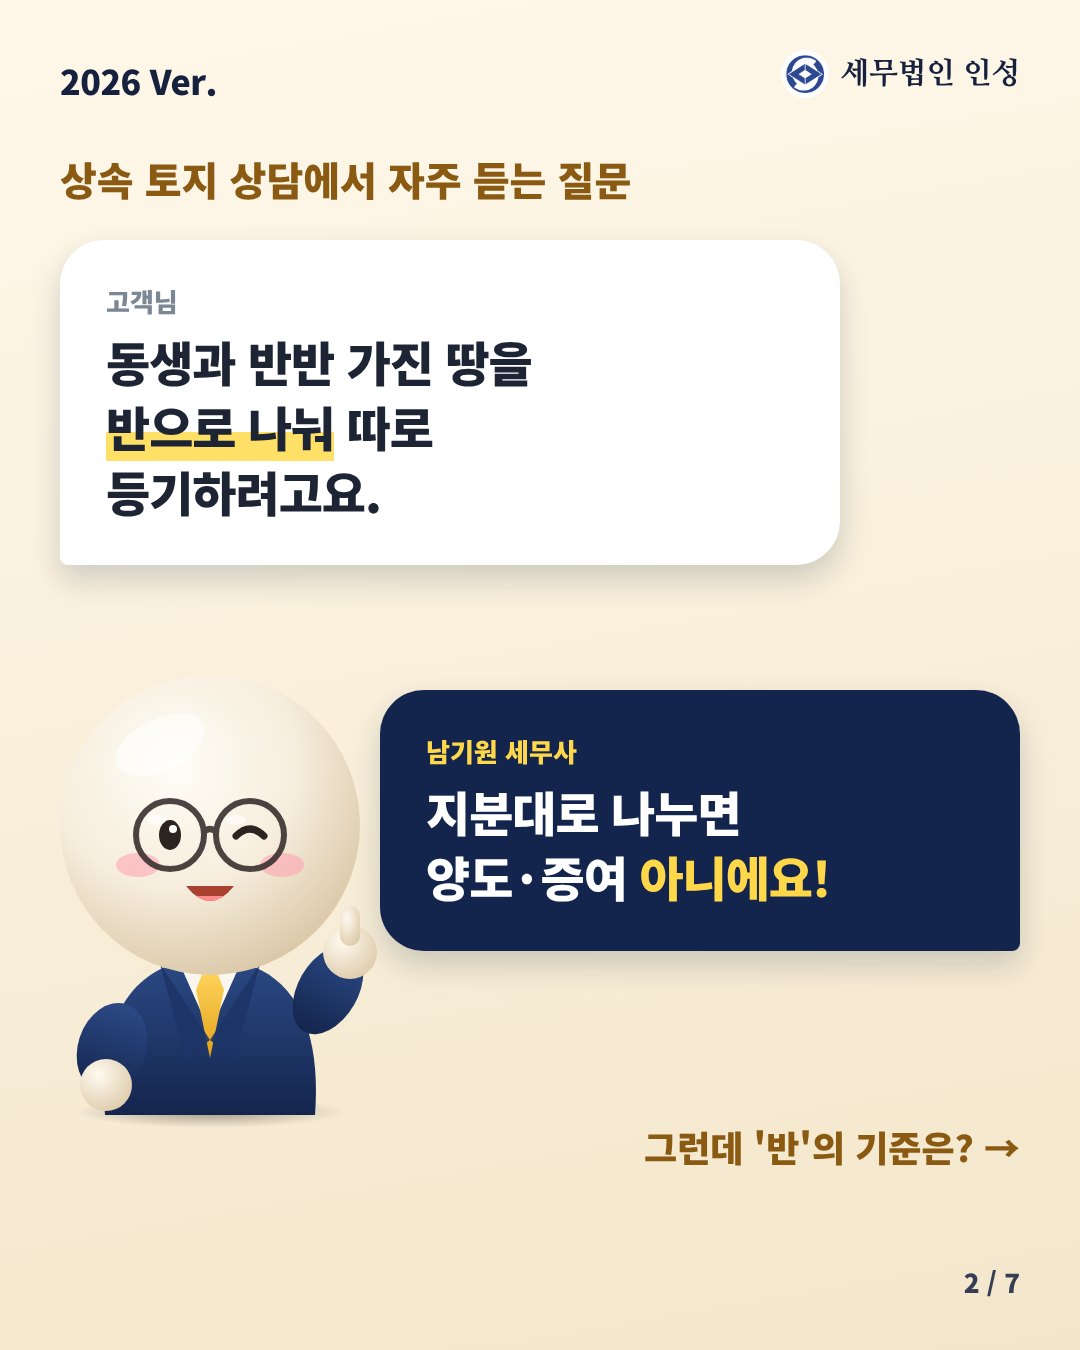 2026 Ver.
세무법인 인성
상속 토지 상담에서 자주 듣는 질문
고객님
동생과 반반 가진 땅을
반으로 나눠 따로
등기하려고요.
남기원 세무사
지분대로 나누면
양도·증여 아니에요!
그런데 '반'의 기준은? →
2 / 7